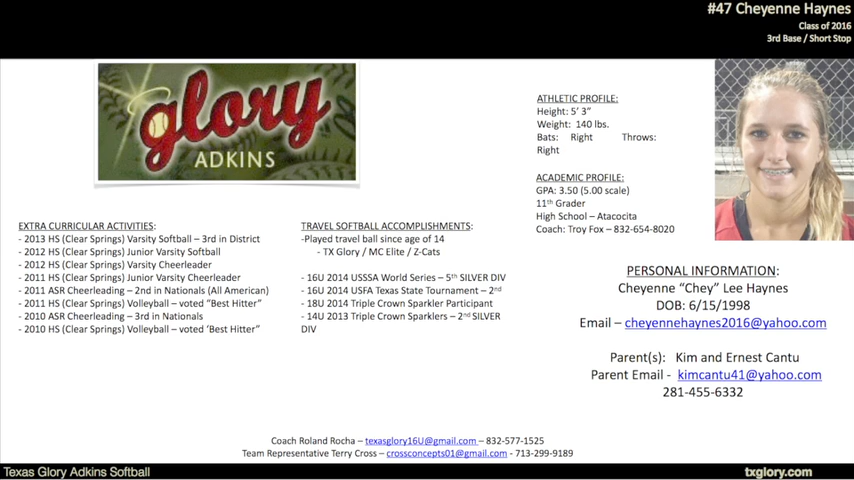 #47 Cheyenne Haynes
Class of 2016
3rd Base / Short Stop
glory
ADKINS
ATHLETIC PROFILE:
Height: 5’ 3”
Weight: 140 lbs.
Bats: Right Throws:
Right
ACADEMIC PROFILE:
GPA: 3.50 (5.00 scale)
11th Grader
High School – Atacocita
Coach: Troy Fox – 832-654-8020
EXTRA CURRICULAR ACTIVITIES:
- 2013 HS (Clear Springs) Varsity Softball – 3rd in District
- 2012 HS (Clear Springs) Junior Varsity Softball
- 2012 HS (Clear Springs) Varsity Cheerleader
- 2011 HS (Clear Springs) Junior Varsity Cheerleader
- 2011 ASR Cheerleading – 2nd in Nationals (All American)
- 2011 HS (Clear Springs) Volleyball – voted “Best Hitter”
- 2010 ASR Cheerleading – 3rd in Nationals
- 2010 HS (Clear Springs) Volleyball – voted ‘Best Hitter”
TRAVEL SOFTBALL ACCOMPLISHMENTS:
-Played travel ball since age of 14
- TX Glory / MC Elite / Z-Cats
- 16U 2014 USSSA World Series – 5th SILVER DIV
- 16U 2014 USFA Texas State Tournament – 2nd
- 18U 2014 Triple Crown Sparkler Participant
- 14U 2013 Triple Crown Sparklers – 2nd SILVER
DIV
PERSONAL INFORMATION:
Cheyenne “Chey” Lee Haynes
DOB: 6/15/1998
Email – cheyennehaynes2016@yahoo.com
Parent(s): Kim and Ernest Cantu
Parent Email - kimcantu41@yahoo.com
281-455-6332
Coach Roland Rocha – texasglory16U@gmail.com – 832-577-1525
Team Representative Terry Cross – crossconcepts01@gmail.com - 713-299-9189
Texas Glory Adkins Softball
txglory.com